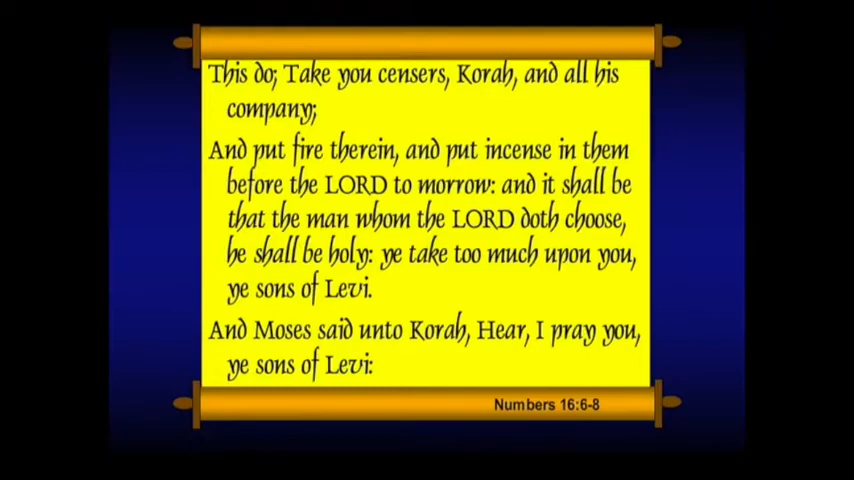 This do; Take you censers, Korah, and all his
company;
And put fire therein, and put incense in them
before the LORD to morrow: and it shall be
that the man whom the LORD doth choose,
he shall be holy: ye take too much upon you,
ye sons of Levi.
And Moses said unto Korah, Hear, I pray you,
ye sons of Levi:
Numbers 16:6-8